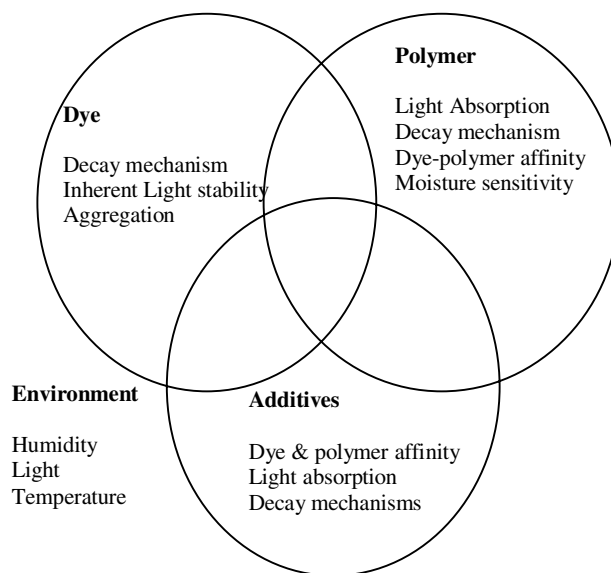 Dye
Decay mechanism
Inherent Light stability
Aggregation
Polymer
Light Absorption
Decay mechanism
Dye-polymer affinity
Moisture sensitivity
Environment
Humidity
Light
Temperature
Additives
Dye & polymer affinity
Light absorption
Decay mechanisms